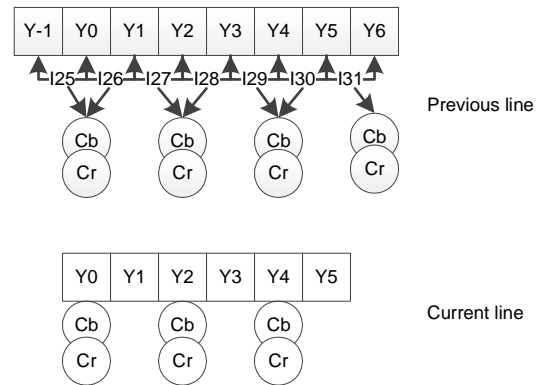 Y-1 Y0 Y1 Y2 Y3 Y4 Y5 Y6
I25 I26 I27 I28 I29 I30 I31
Previous line
Cb Cb Cb Cb
Cr Cr Cr Cr
Y0 Y1 Y2 Y3 Y4 Y5
Current line
Cb Cb Cb
Cr Cr Cr